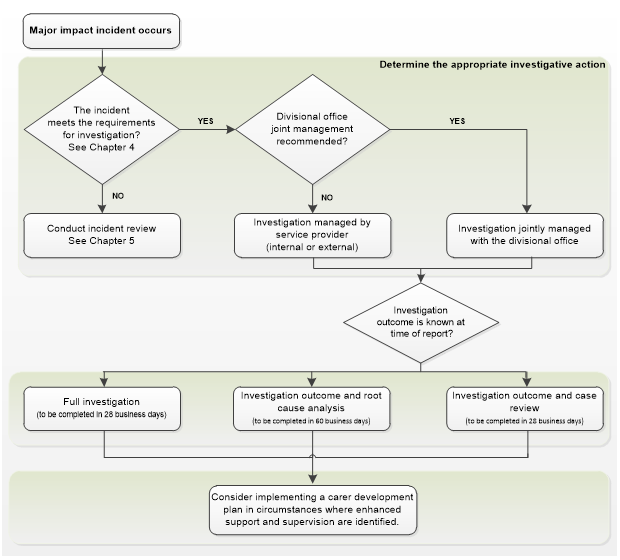 Major impact incident occurs
Determine the appropriate investigative action
The incident
meets the requirements
for investigation?
See Chapter 4
YES
Divisional office
joint management
recommended?
YES
NO
NO
Conduct incident review
See Chapter 5
Investigation managed by
service provider
(internal or external)
Investigation jointly managed
with the divisional office
Investigation
outcome is known at
time of report?
Full investigation
(to be completed in 28 business days)
Investigation outcome and root
cause analysis
(to be completed in 60 business days)
Investigation outcome and case
review
(to be completed in 28 business days)
Consider implementing a carer development
plan in circumstances where enhanced
support and supervision are identified.